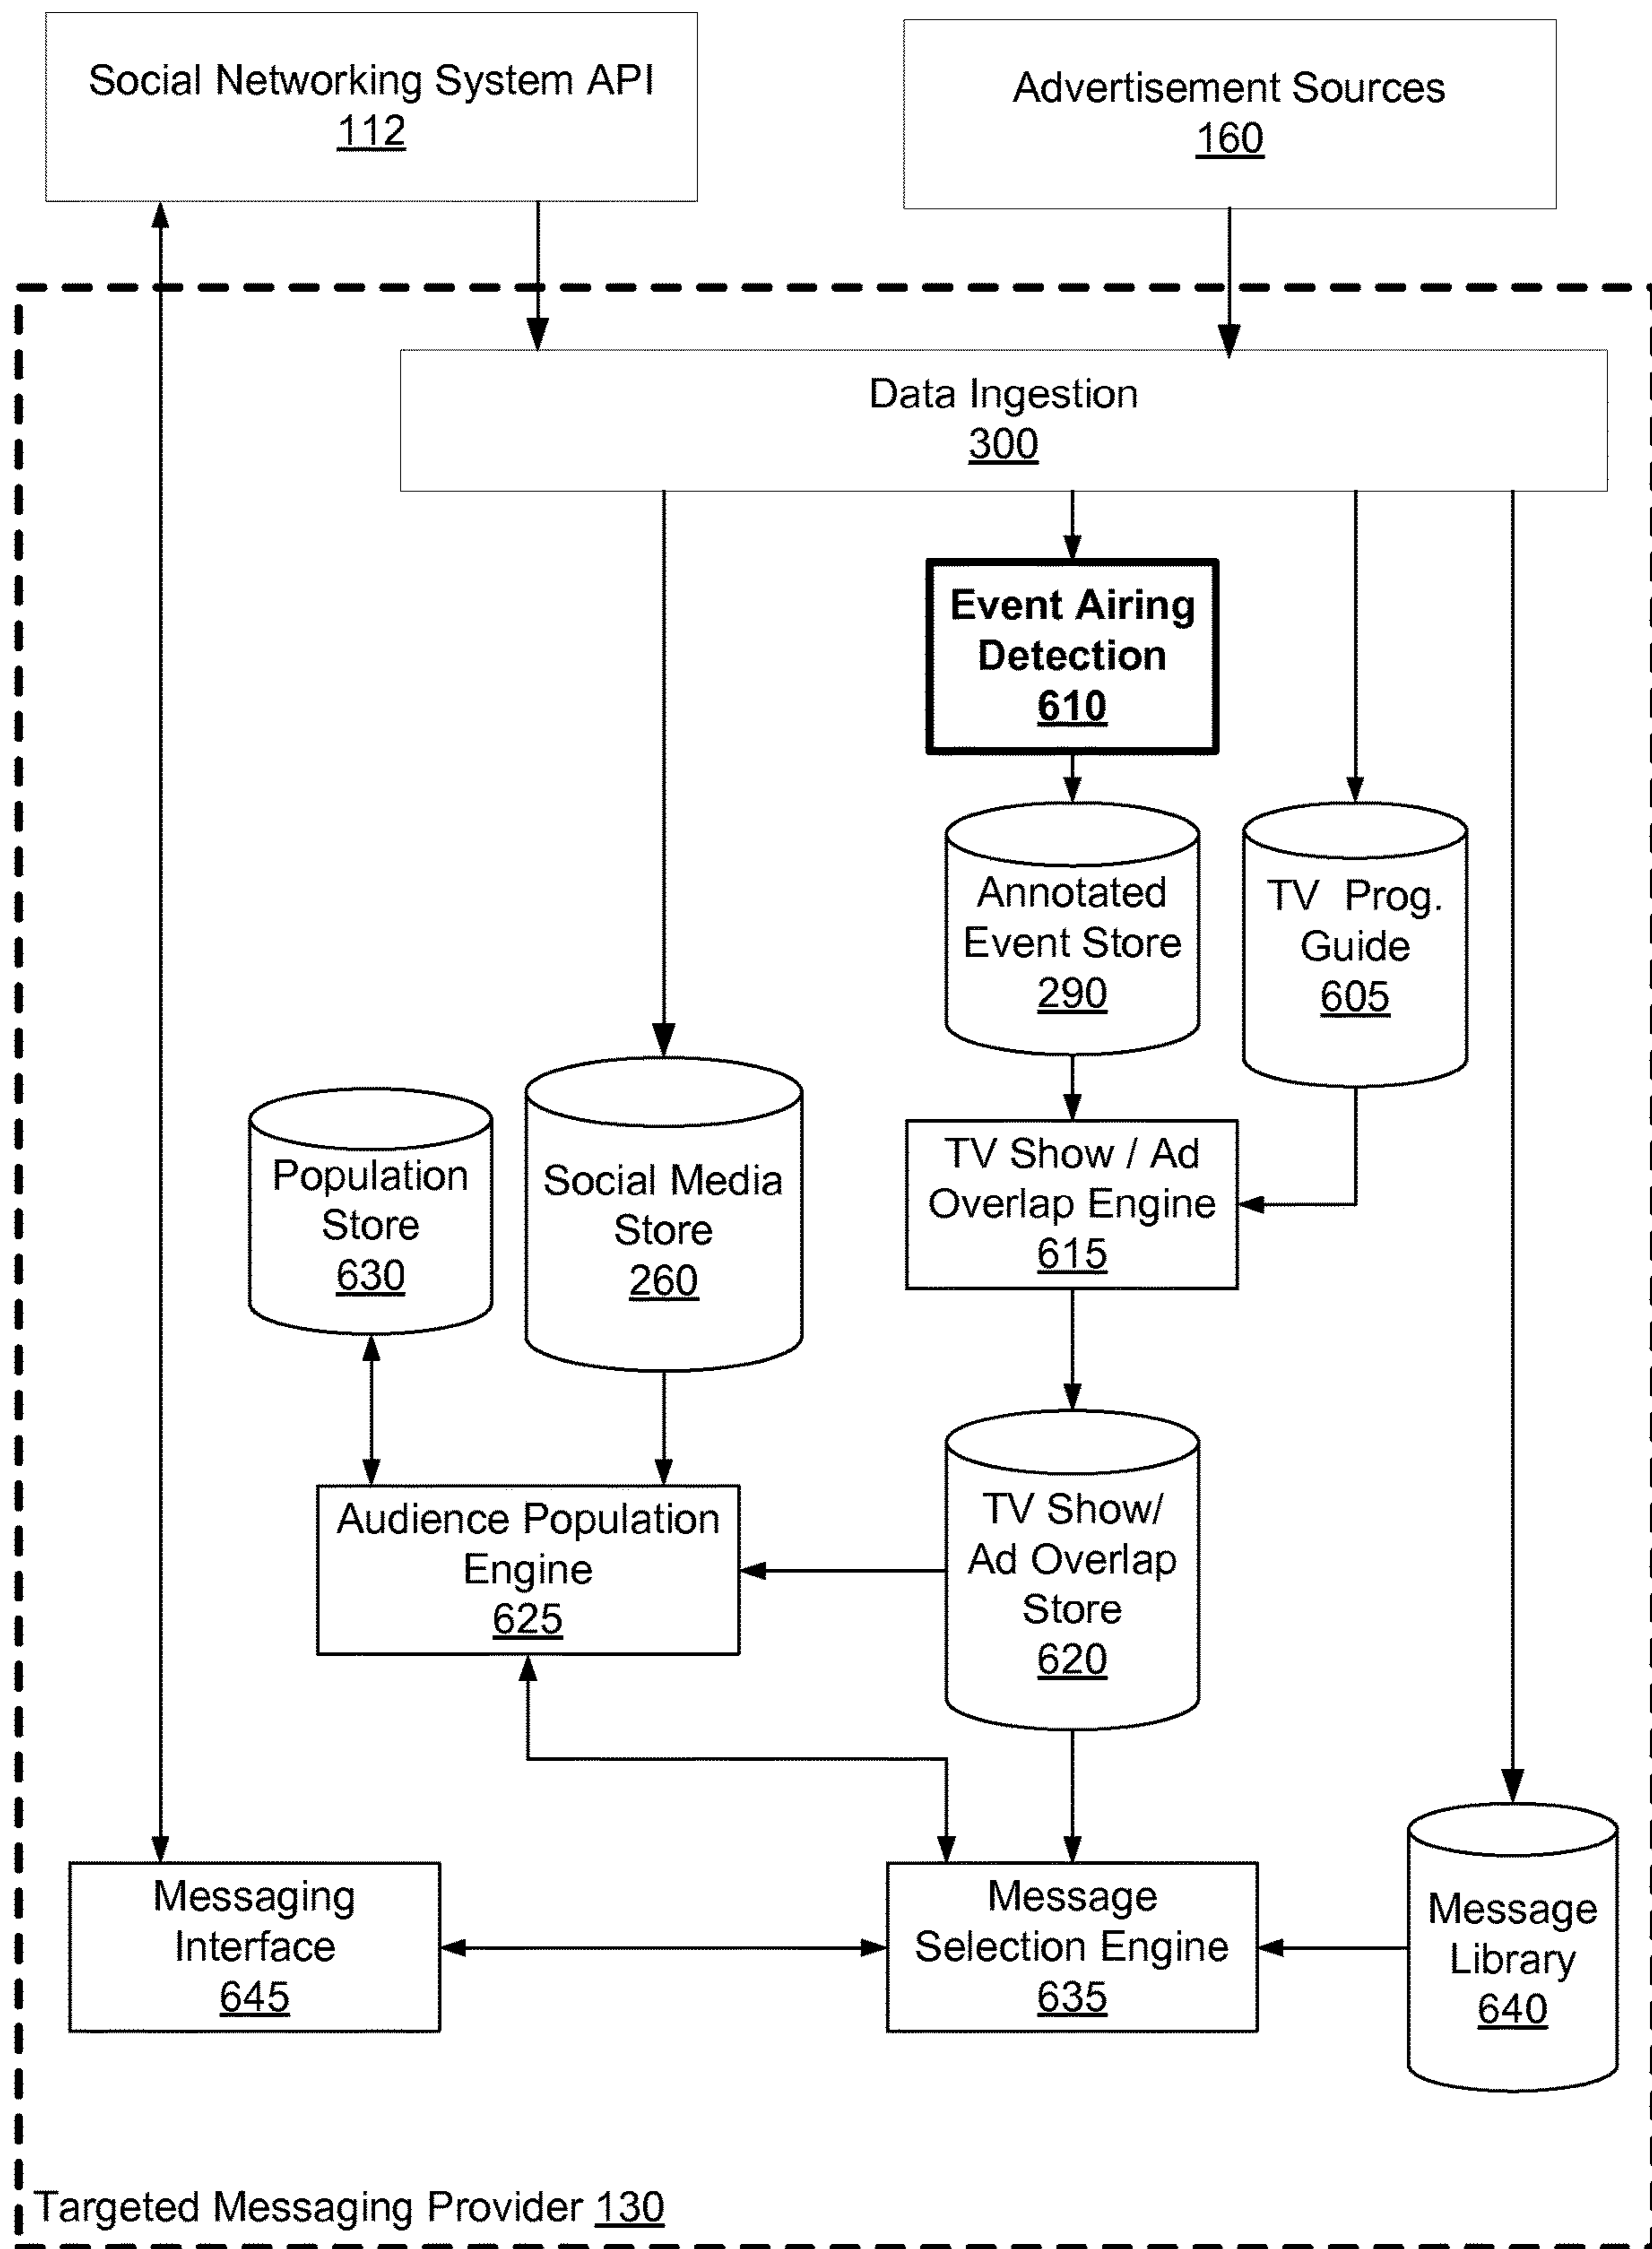 Social Networking System API
112
Advertisement Sources
160
Data Ingestion
300
Event Airing
Detection
610
Annotated
Event Store
290
TV Prog.
Guide
605
Population
Store
630
Social Media
Store
260
TV Show / Ad
Overlap Engine
615
Audience Population
Engine
625
TV Show/
Ad Overlap
Store
620
Messaging
Interface
645
Message
Selection Engine
635
Message
Library
640
Targeted Messaging Provider 130